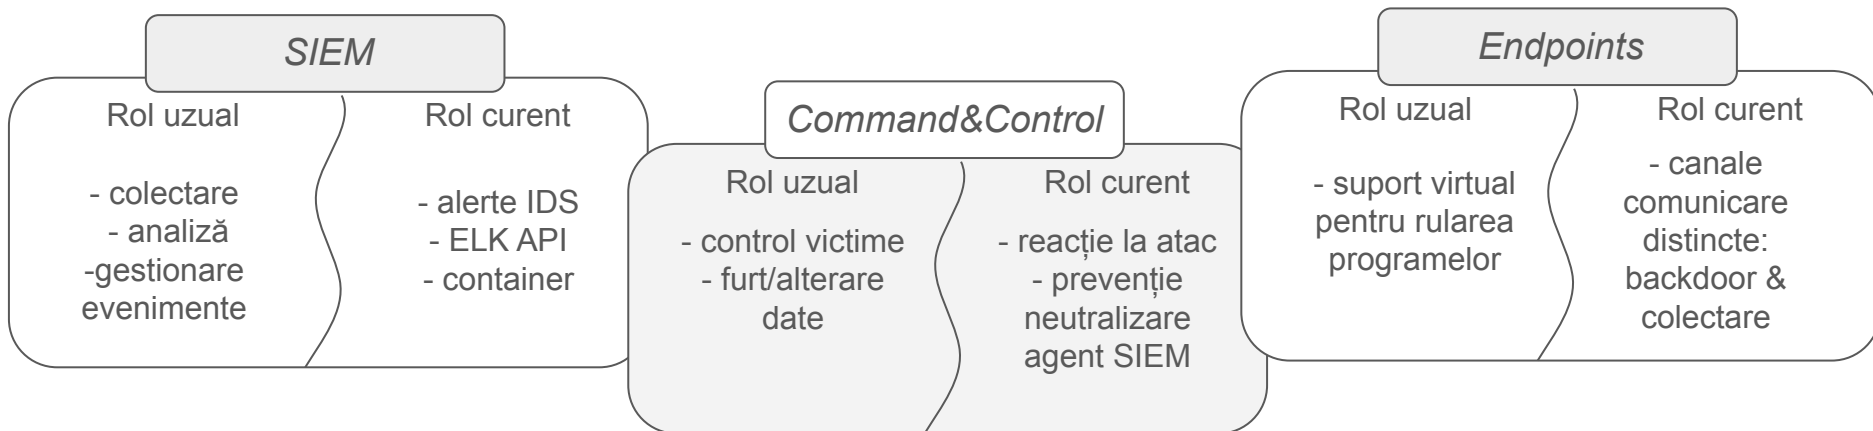 SIEM
Rol uzual
- colectare
- analiză
-gestionare
evenimente
Rol curent
- alerte IDS
- ELK API
- container
Command&Control
Rol uzual
- control victime
- furt/alterare
date
Rol curent
- reacție la atac
- prevenție
neutralizare
agent SIEM
Endpoints
Rol uzual
- suport virtual
pentru rularea
programelor
Rol curent
- canale
comunicare
distincte:
backdoor &
colectare